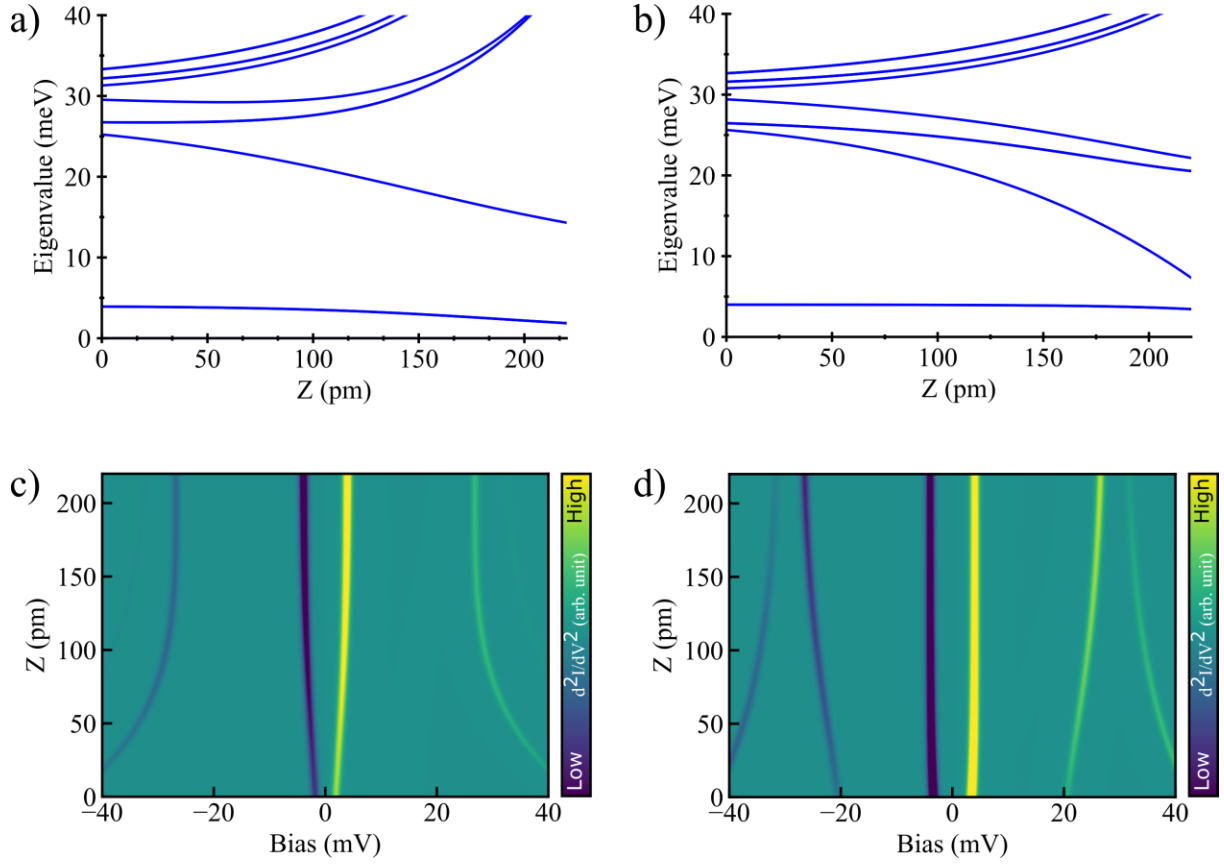 a)
Eigenvalue (meV)
40
30
20
10
0
0 50 100 150 200
Z (pm)
b)
Eigenvalue (meV)
40
30
20
10
0
0 50 100 150 200
Z (pm)
c)
Z (pm)
200
150
100
50
0
−40 −20 0 20 40
Bias (mV)
Low d²I/dV² (arb. unit) High
d)
Z (pm)
200
150
100
50
0
−40 −20 0 20 40
Bias (mV)
Low d²I/dV² (arb. unit) High